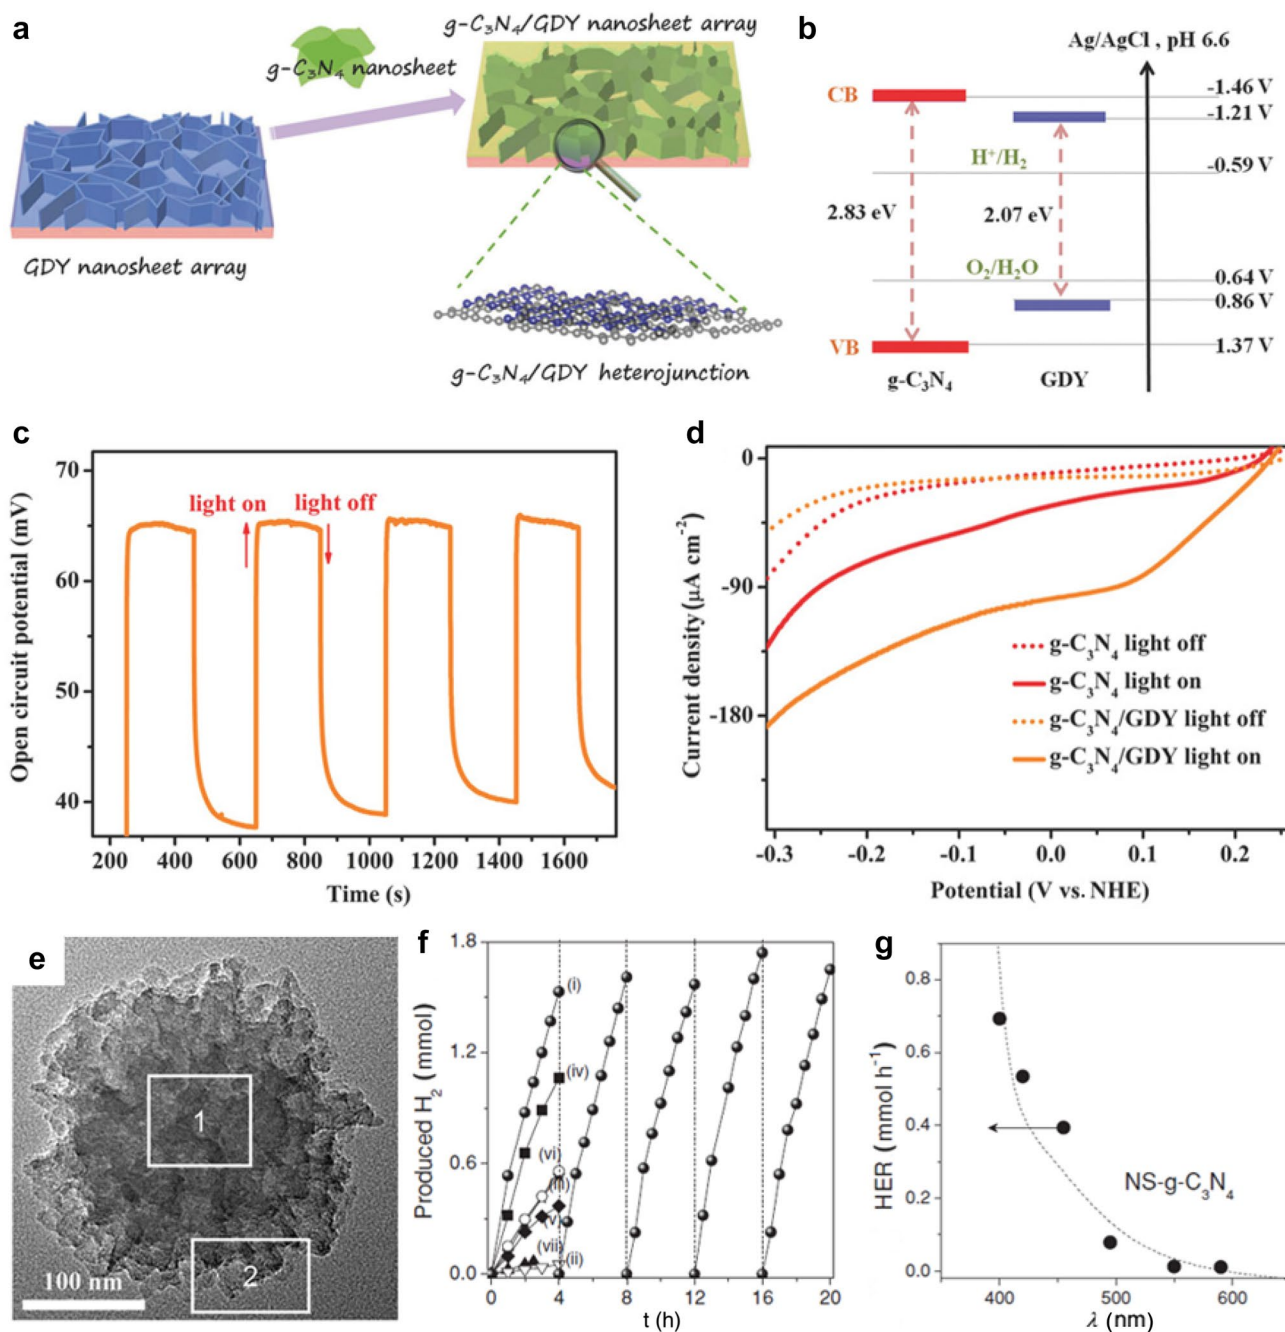 a
g-C₃N₄ nanosheet
g-C₃N₄/GDY nanosheet array
GDY nanosheet array
g-C₃N₄/GDY heterojunction
b
Ag/AgCl , pH 6.6
CB
-1.46 V
-1.21 V
H⁺/H₂
-0.59 V
2.83 eV
2.07 eV
O₂/H₂O
0.64 V
0.86 V
VB
1.37 V
g-C₃N₄
GDY
c
Open circuit potential (mV)
70
60
50
40
light on
light off
200 400 600 800 1000 1200 1400 1600
Time (s)
d
Current density (μA cm⁻²)
0
-90
-180
g-C₃N₄ light off
g-C₃N₄ light on
g-C₃N₄/GDY light off
g-C₃N₄/GDY light on
-0.3 -0.2 -0.1 0.0 0.1 0.2
Potential (V vs. NHE)
e
1
2
100 nm
f
Produced H₂ (mmol)
1.8
1.2
0.6
0.0
(i)
(iv)
(vi)
(iii)
(v)
(vii)
(ii)
0 4 8 12 16 20
t (h)
g
HER (mmol h⁻¹)
0.8
0.6
0.4
0.2
0.0
NS-g-C₃N₄
400 500 600
λ (nm)